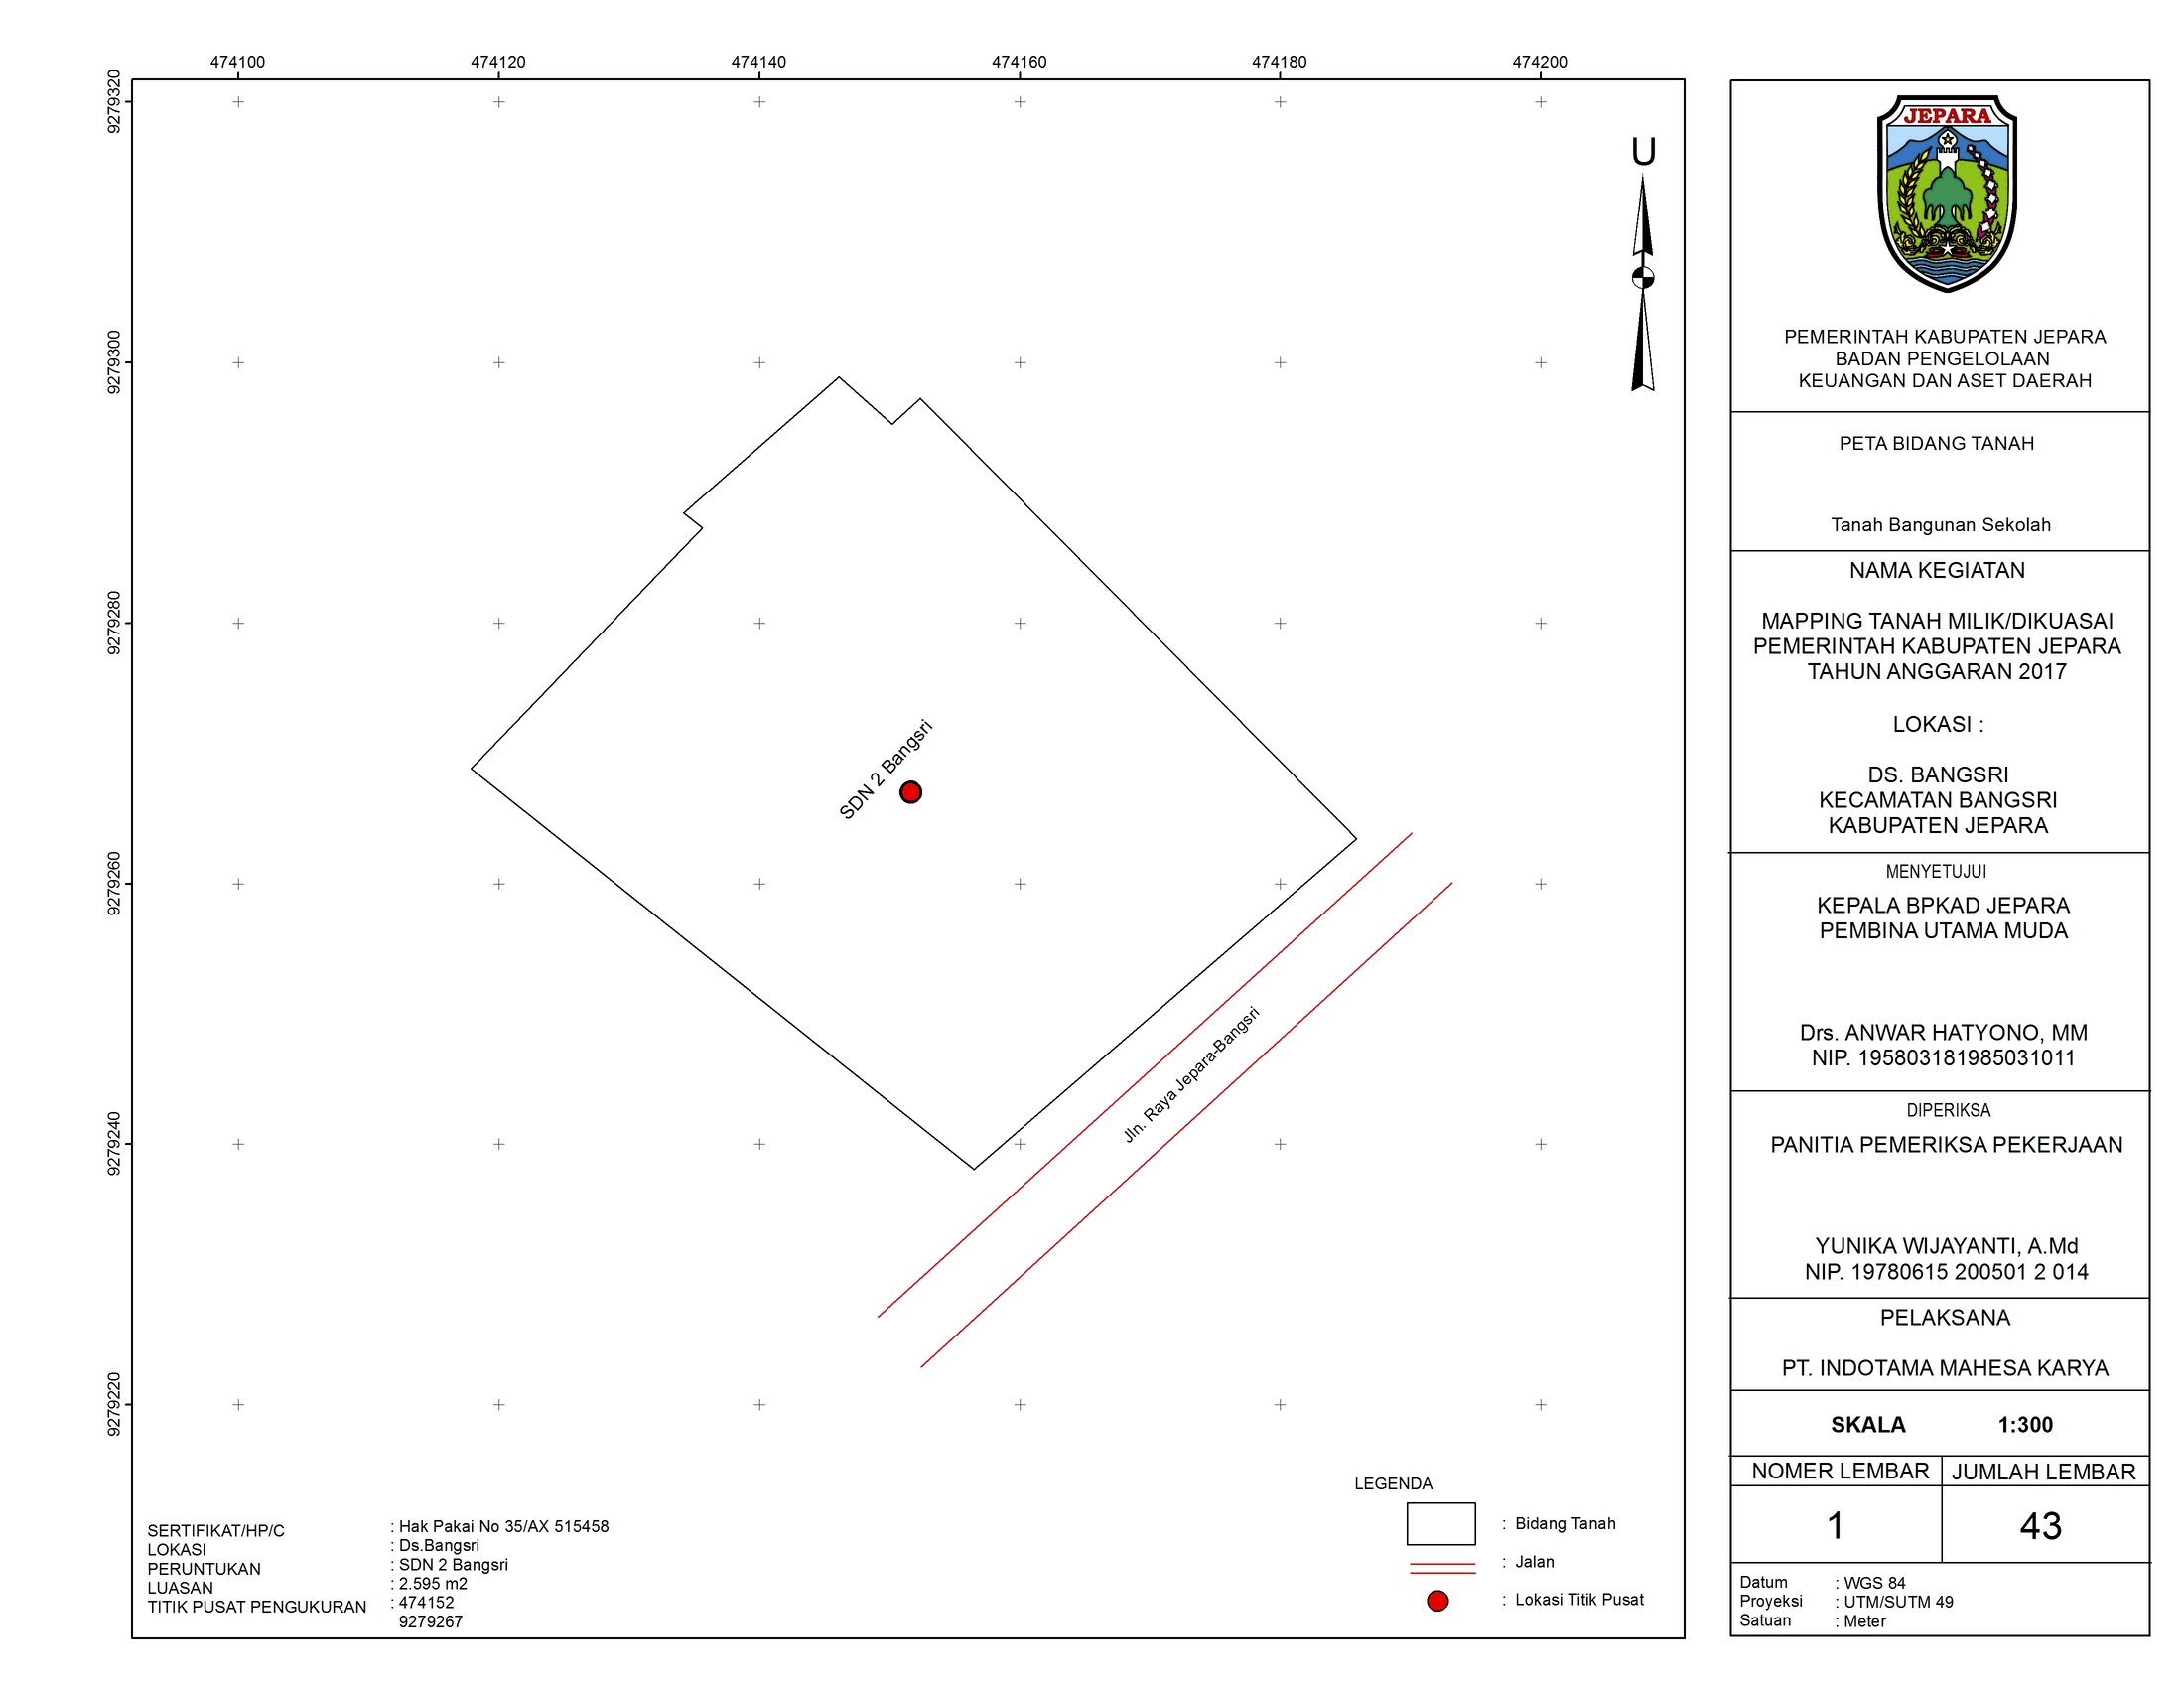 474100 474120 474140 474160 474180 474200
9279320
9279300
9279280
9279260
9279240
9279220
U
SDN 2 Bangsri
Jln. Raya Jepara-Bangsri
LEGENDA
: Bidang Tanah
: Jalan
: Lokasi Titik Pusat
SERTIFIKAT/HP/C : Hak Pakai No 35/AX 515458
LOKASI : Ds.Bangsri
PERUNTUKAN : SDN 2 Bangsri
LUASAN : 2.595 m2
TITIK PUSAT PENGUKURAN : 474152
9279267
JEPARA
PEMERINTAH KABUPATEN JEPARA
BADAN PENGELOLAAN
KEUANGAN DAN ASET DAERAH
PETA BIDANG TANAH
Tanah Bangunan Sekolah
NAMA KEGIATAN
MAPPING TANAH MILIK/DIKUASAI
PEMERINTAH KABUPATEN JEPARA
TAHUN ANGGARAN 2017
LOKASI :
DS. BANGSRI
KECAMATAN BANGSRI
KABUPATEN JEPARA
MENYETUJUI
KEPALA BPKAD JEPARA
PEMBINA UTAMA MUDA
Drs. ANWAR HATYONO, MM
NIP. 195803181985031011
DIPERIKSA
PANITIA PEMERIKSA PEKERJAAN
YUNIKA WIJAYANTI, A.Md
NIP. 19780615 200501 2 014
PELAKSANA
PT. INDOTAMA MAHESA KARYA
SKALA 1:300
NOMER LEMBAR JUMLAH LEMBAR
1 43
Datum : WGS 84
Proyeksi : UTM/SUTM 49
Satuan : Meter